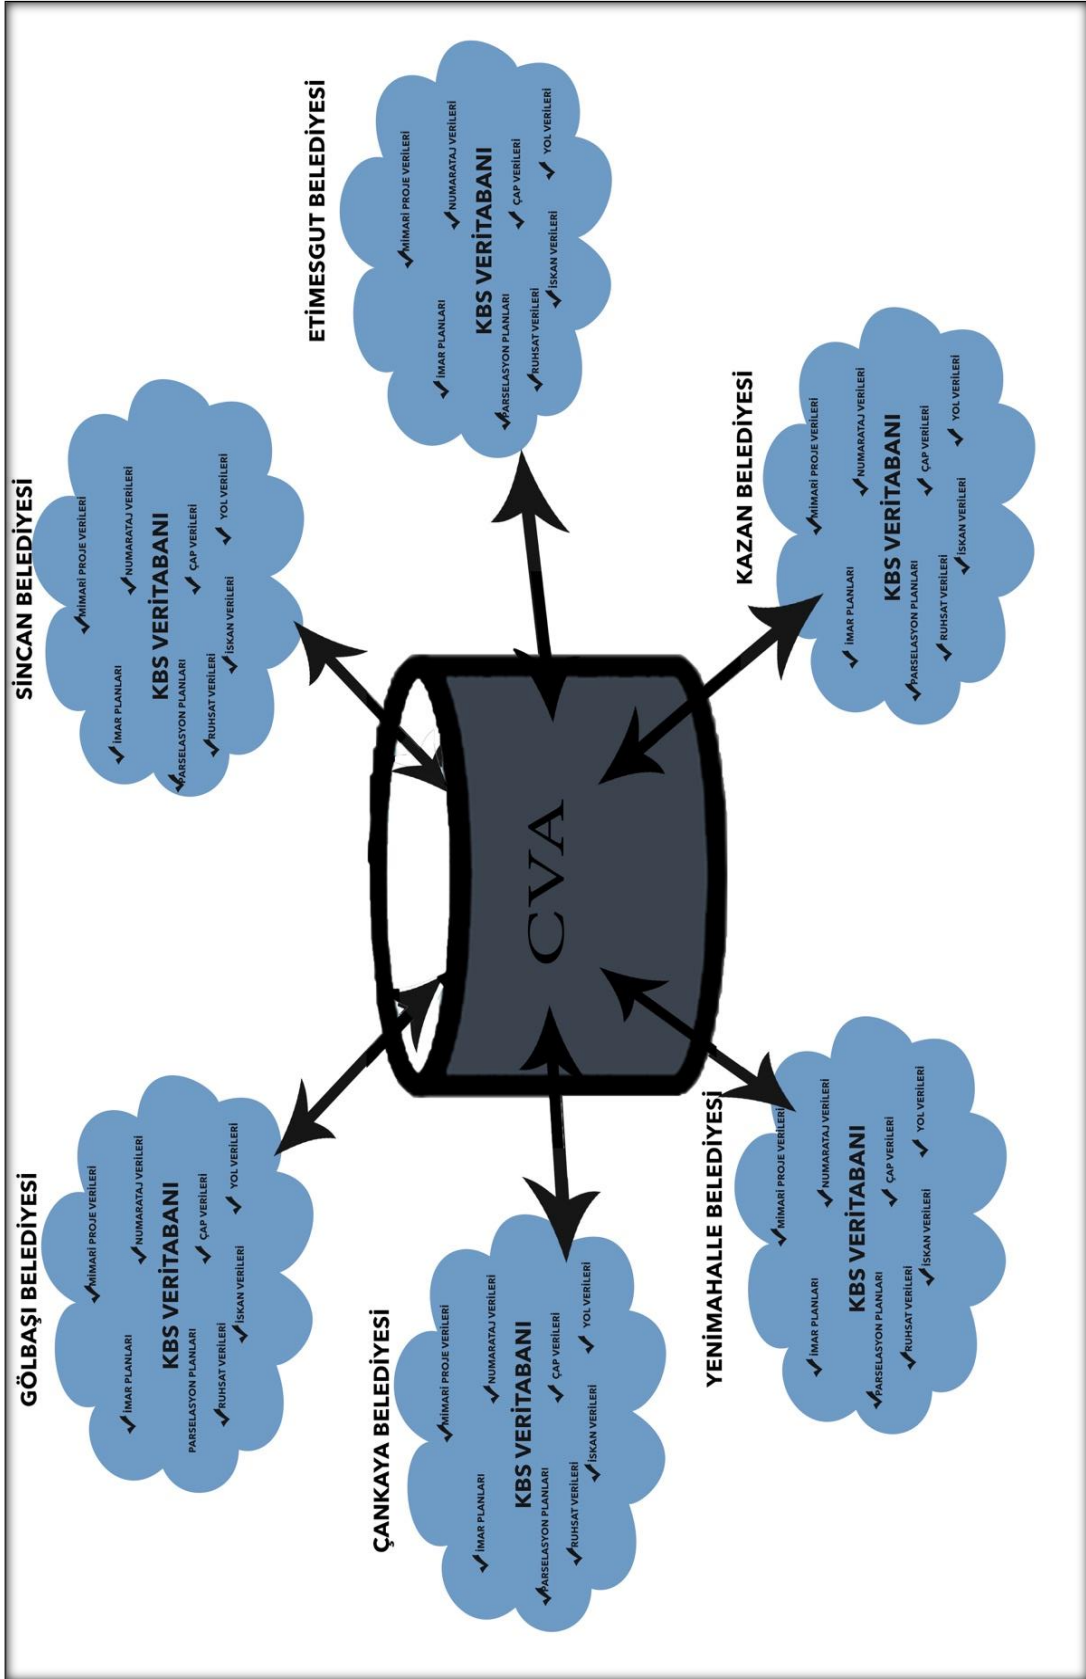 GÖLBAŞI BELEDİYESİ
MİMARİ PROJE VERİLERİ
İMAR PLANLARI
NUMARATAJ VERİLERİ
KBS VERİTABANI
PARSELASYON PLANLARI
ÇAP VERİLERİ
RUHSAT VERİLERİ
YOL VERİLERİ
İSKAN VERİLERİ
SİNCAN BELEDİYESİ
MİMARİ PROJE VERİLERİ
İMAR PLANLARI
NUMARATAJ VERİLERİ
KBS VERİTABANI
PARSELASYON PLANLARI
ÇAP VERİLERİ
RUHSAT VERİLERİ
YOL VERİLERİ
İSKAN VERİLERİ
ÇANKAYA BELEDİYESİ
MİMARİ PROJE VERİLERİ
İMAR PLANLARI
NUMARATAJ VERİLERİ
KBS VERİTABANI
PARSELASYON PLANLARI
ÇAP VERİLERİ
RUHSAT VERİLERİ
YOL VERİLERİ
İSKAN VERİLERİ
CVA
ETİMESGUT BELEDİYESİ
MİMARİ PROJE VERİLERİ
İMAR PLANLARI
NUMARATAJ VERİLERİ
KBS VERİTABANI
PARSELASYON PLANLARI
ÇAP VERİLERİ
RUHSAT VERİLERİ
YOL VERİLERİ
İSKAN VERİLERİ
YENİMAHALLE BELEDİYESİ
MİMARİ PROJE VERİLERİ
İMAR PLANLARI
NUMARATAJ VERİLERİ
KBS VERİTABANI
PARSELASYON PLANLARI
ÇAP VERİLERİ
RUHSAT VERİLERİ
YOL VERİLERİ
İSKAN VERİLERİ
KAZAN BELEDİYESİ
MİMARİ PROJE VERİLERİ
İMAR PLANLARI
NUMARATAJ VERİLERİ
KBS VERİTABANI
PARSELASYON PLANLARI
ÇAP VERİLERİ
RUHSAT VERİLERİ
YOL VERİLERİ
İSKAN VERİLERİ